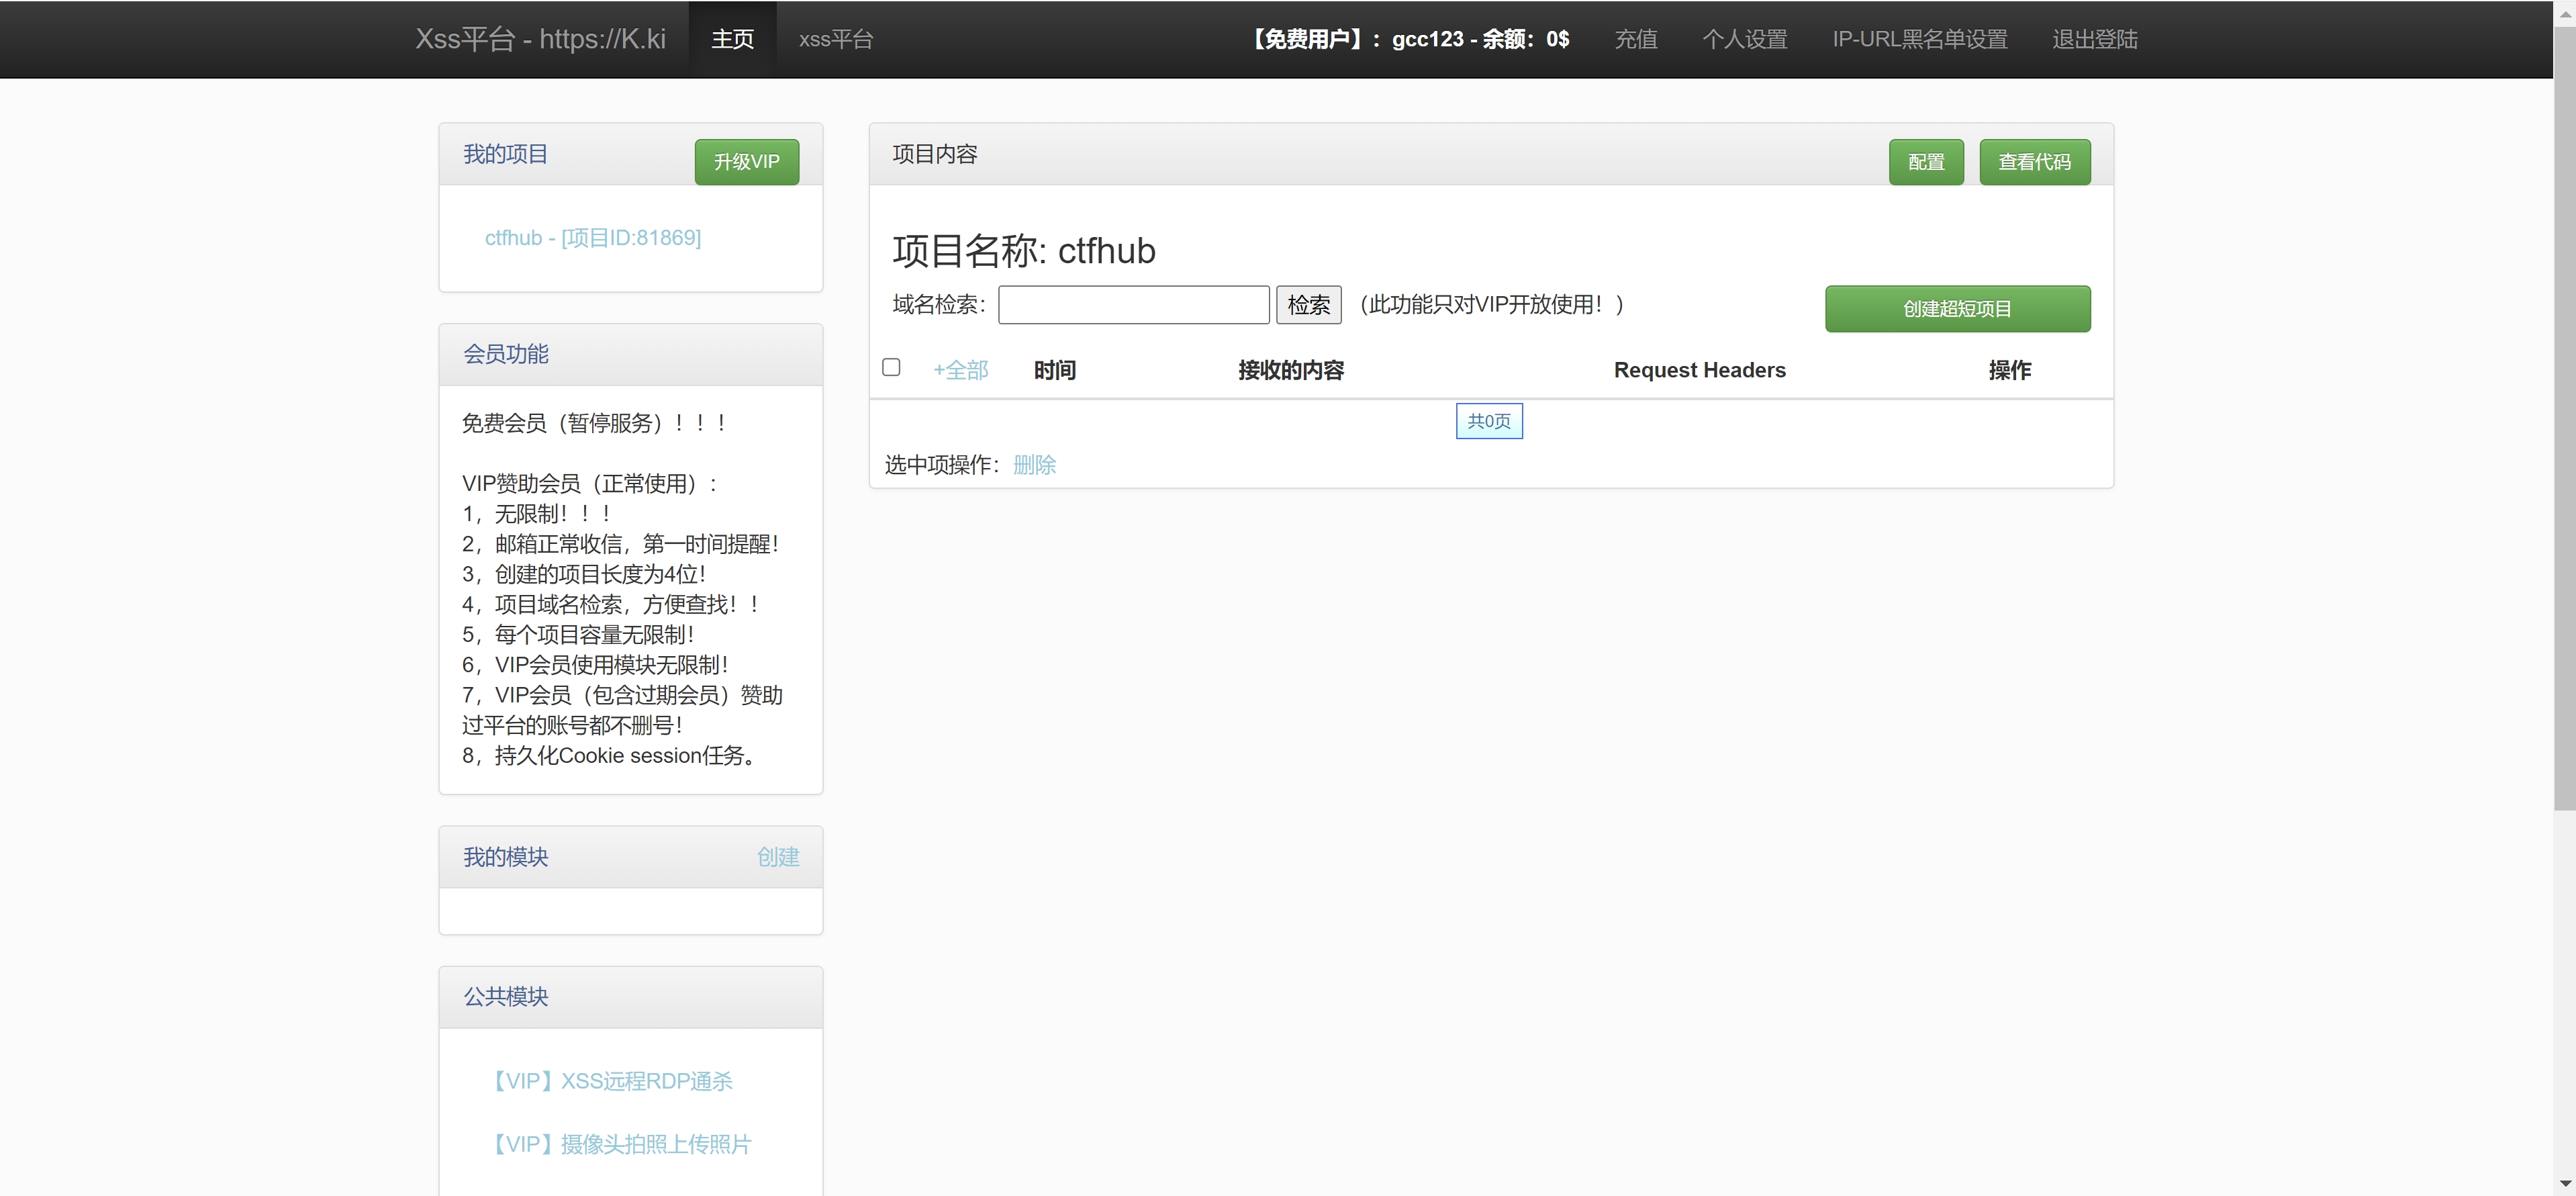 Xss平台 - https://K.ki 主页 xss平台 【免费用户】：gcc123 - 余额：0$ 充值 个人设置 IP-URL黑名单设置 退出登陆
我的项目 升级VIP
ctfhub - [项目ID:81869]
会员功能
免费会员（暂停服务）！！！
VIP赞助会员（正常使用）：
1，无限制！！！
2，邮箱正常收信，第一时间提醒！
3，创建的项目长度为4位！
4，项目域名检索，方便查找！！
5，每个项目容量无限制！
6，VIP会员使用模块无限制！
7，VIP会员（包含过期会员）赞助
过平台的账号都不删号！
8，持久化Cookie session任务。
我的模块 创建
公共模块
【VIP】XSS远程RDP通杀
【VIP】摄像头拍照上传照片
项目内容 配置 查看代码
项目名称: ctfhub
域名检索： 检索 （此功能只对VIP开放使用！） 创建超短项目
+全部 时间 接收的内容 Request Headers 操作
共0页
选中项操作：删除